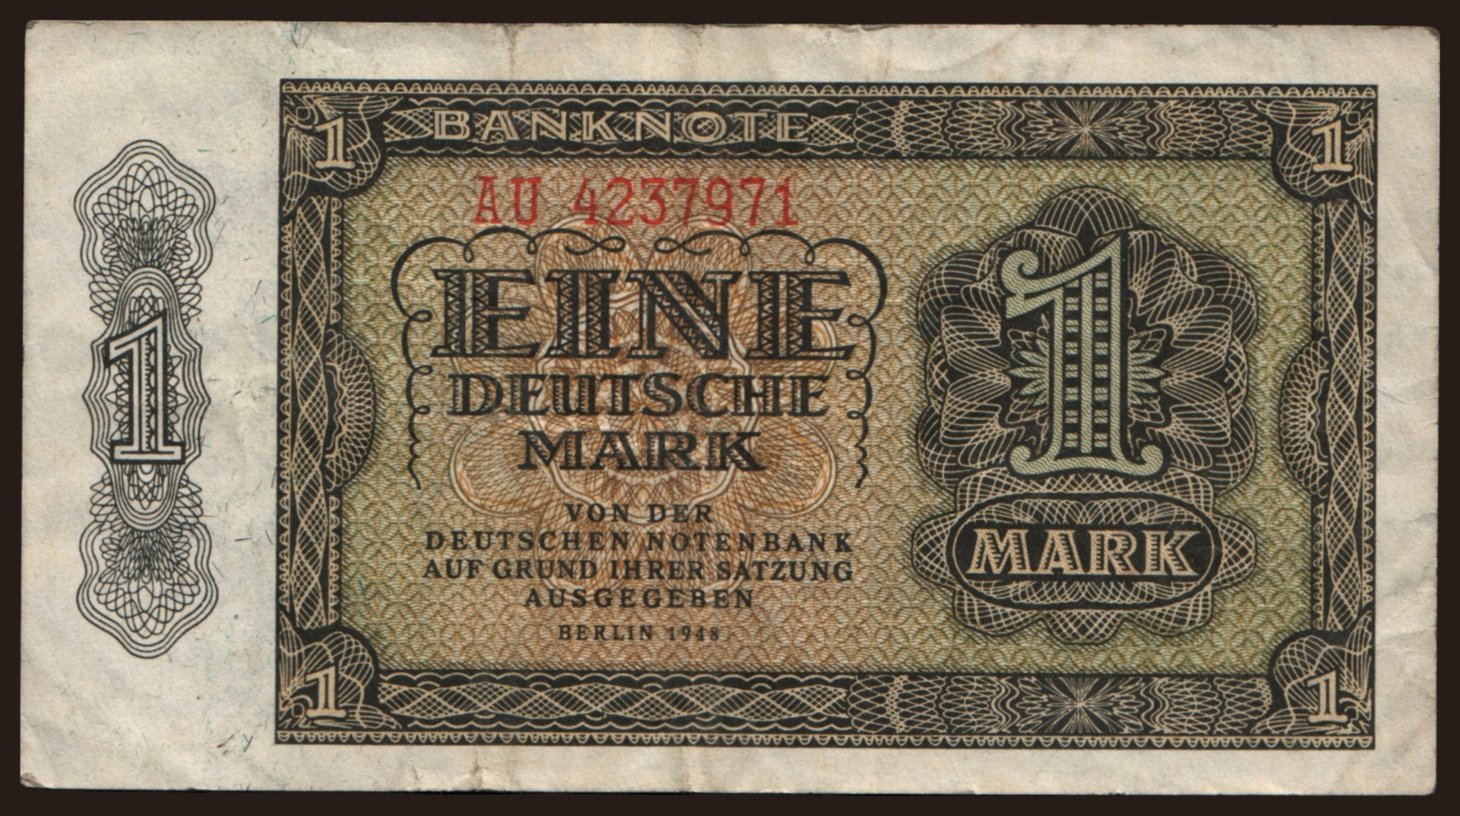 1 BANKNOTE 1
AU 4237971
EINE
DEUTSCHE
MARK
VON DER
DEUTSCHEN NOTENBANK
AUF GRUND IHRER SATZUNG
AUSGEGEBEN
BERLIN 1948
1
1
MARK
1 1